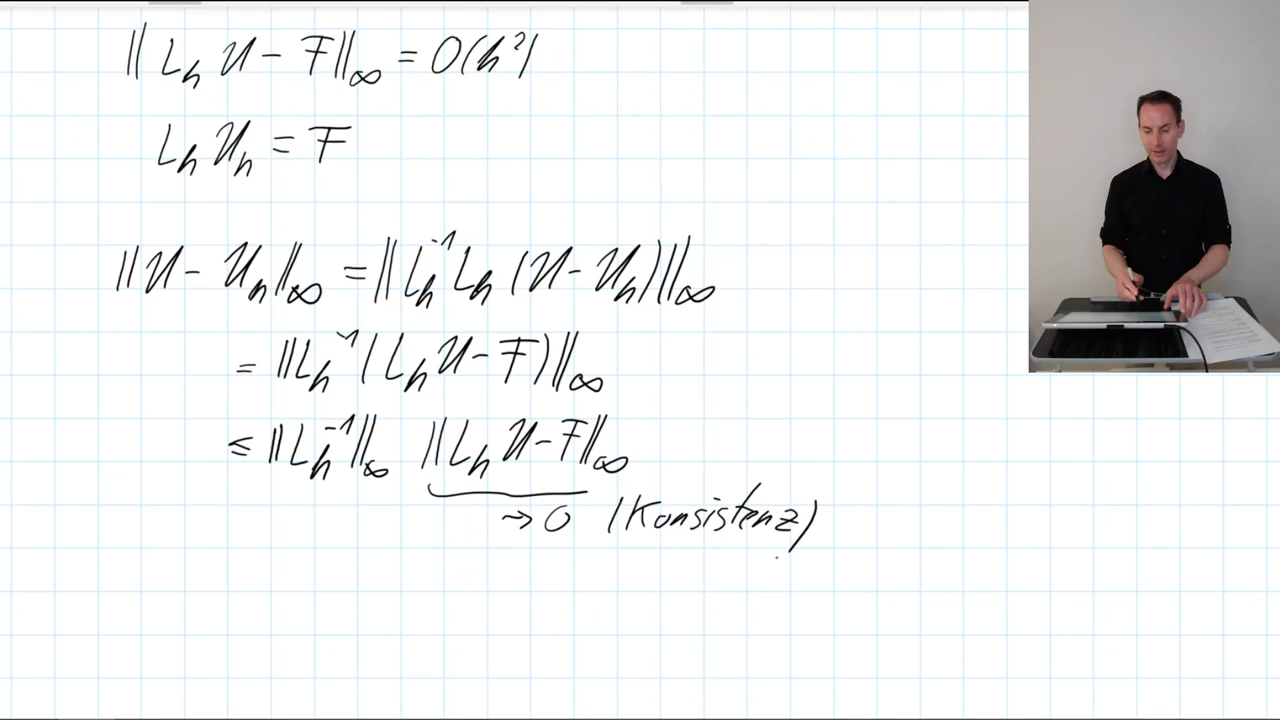 ‖ L_h U − F ‖_∞ = O(h²)
L_h U_h = F
‖ U − U_h ‖_∞ = ‖ L_h^{-1} L_h (U − U_h) ‖_∞
= ‖ L_h^{-1} (L_h U − F) ‖_∞
≤ ‖ L_h^{-1} ‖_∞ ‖ L_h U − F ‖_∞
→ 0 (Konsistenz)